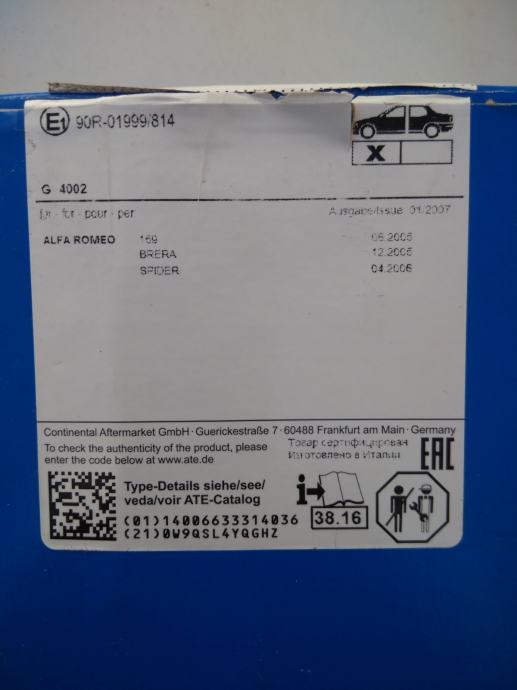 E1 90R-01999/814
X
G 4002
für - for - pour - per Ausgabe/Issue 01/2007
ALFA ROMEO 159 06.2005
BRERA 12.2005
SPIDER 04.2006
Continental Aftermarket GmbH · Guerickestraße 7 · 60488 Frankfurt am Main · Germany
To check the authenticity of the product, please
enter the code below at www.ate.de
Товар сертифицирован
Изготовлено в Италии
EAC
Type-Details siehe/see/
veda/voir ATE-Catalog
i
38.16
(01)14006633314036
(21)0W9QSL4YQGHZ